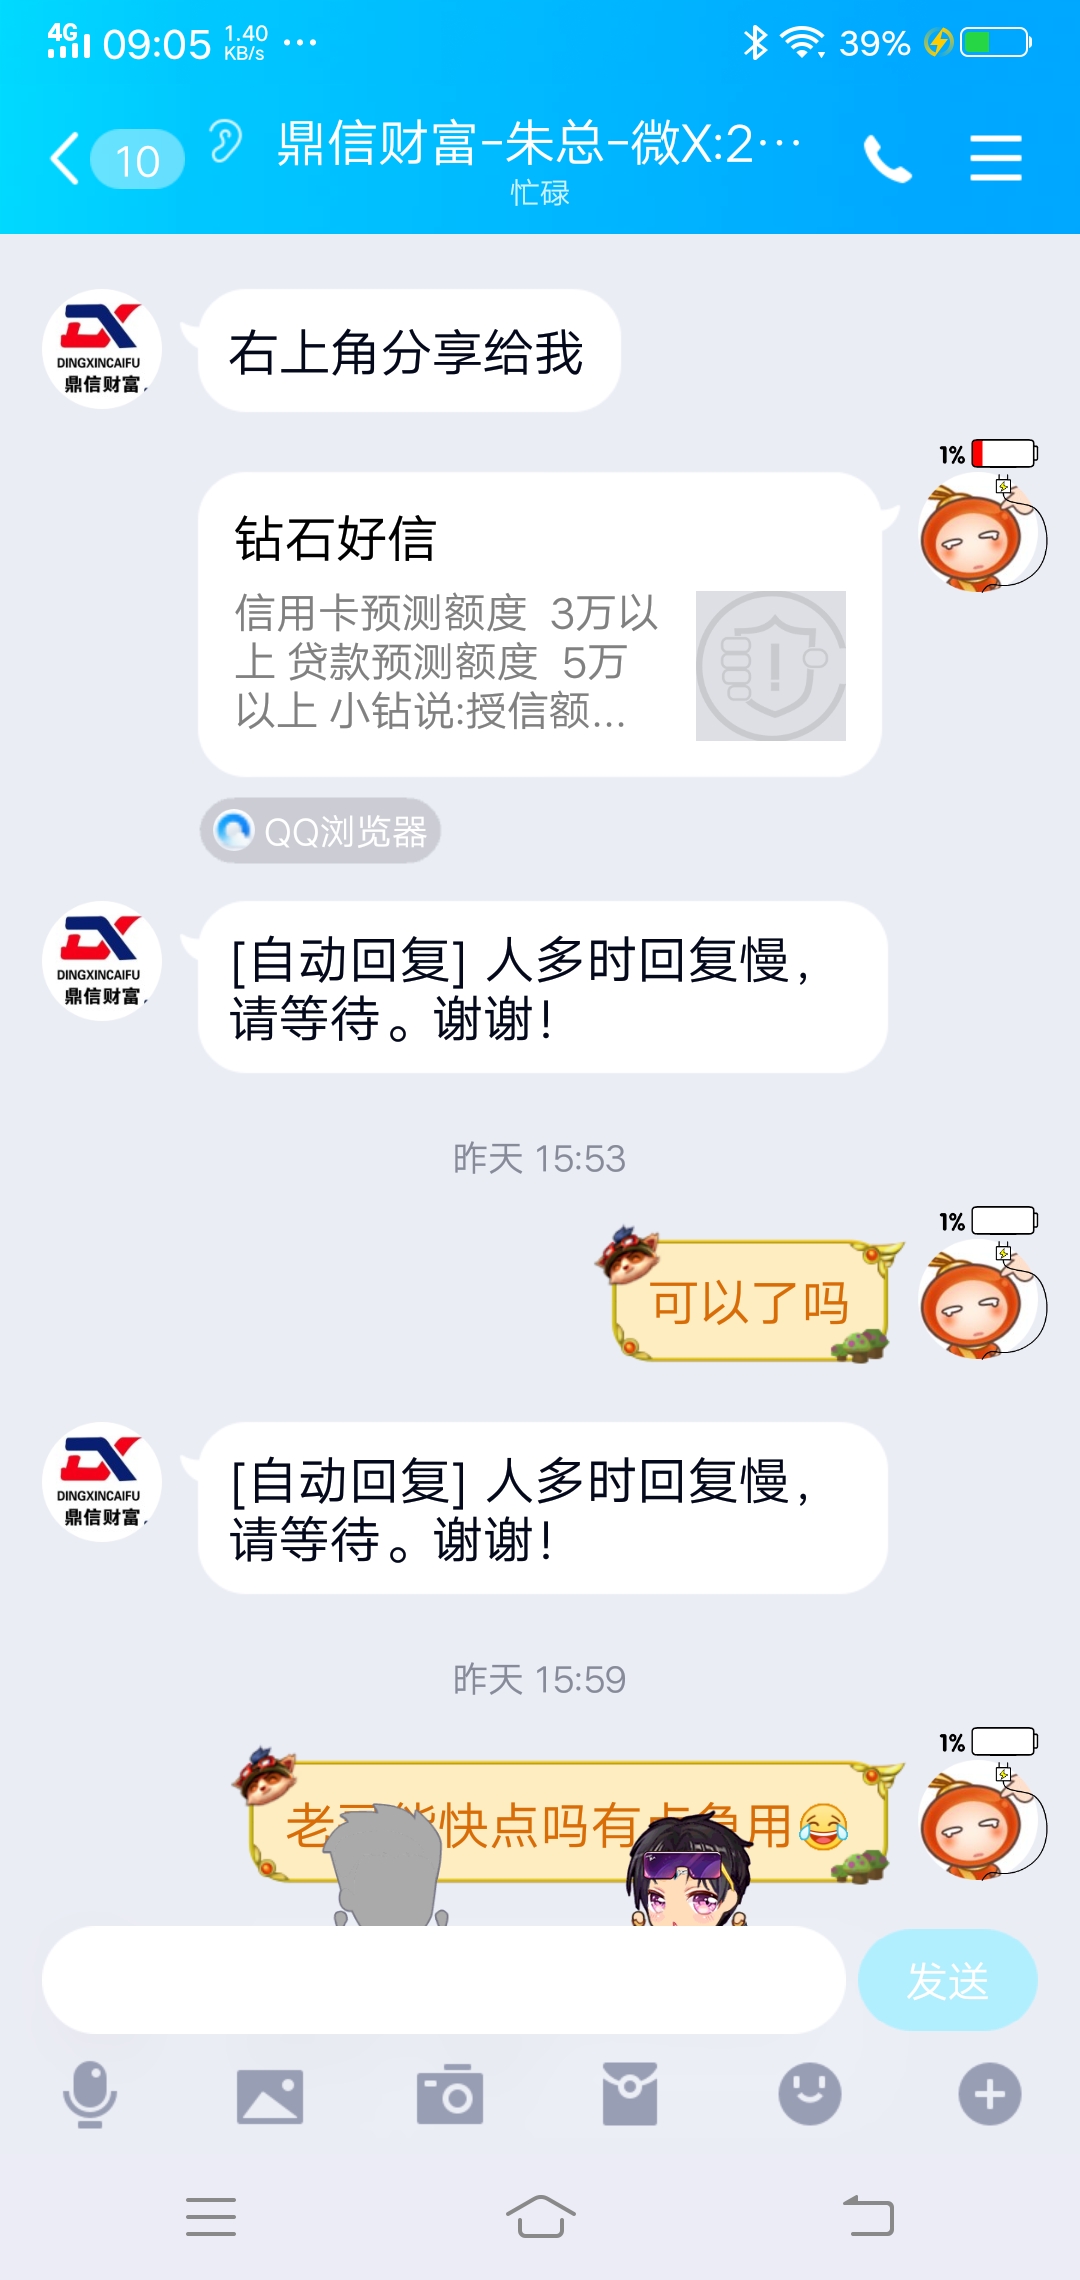 4G 09:05 1.40 KB/s ··· 39%
10 鼎信财富-朱总-微X:2···
忙碌
DINGXINCAIFU
鼎信财富
右上角分享给我
1%
钻石好信
信用卡预测额度 3万以
上 贷款预测额度 5万
以上 小钻说:授信额...
QQ浏览器
DINGXINCAIFU
鼎信财富
[自动回复] 人多时回复慢,
请等待。谢谢!
昨天 15:53
1%
可以了吗
DINGXINCAIFU
鼎信财富
[自动回复] 人多时回复慢,
请等待。谢谢!
昨天 15:59
1%
老 能快点吗有 急用😂
发送